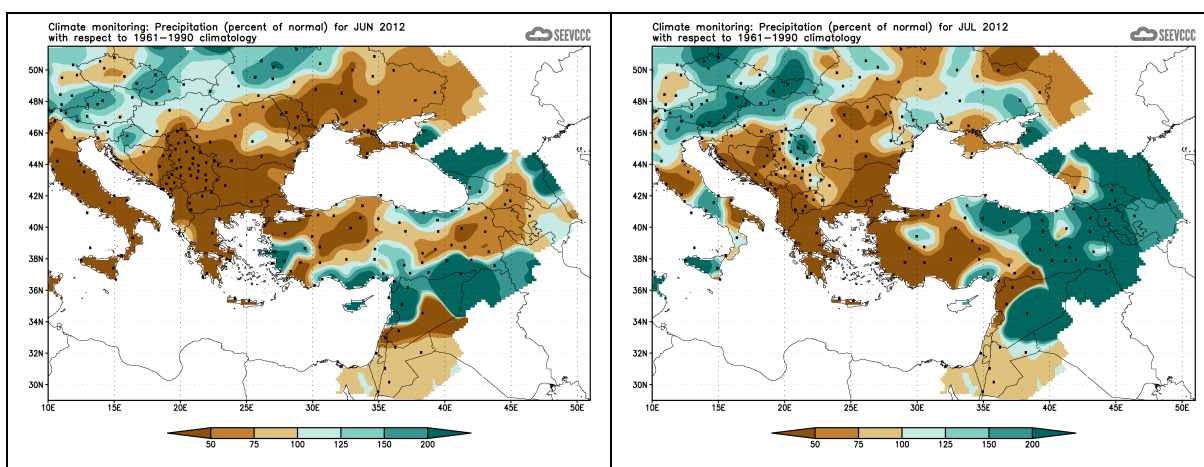 Climate monitoring: Precipitation (percent of normal) for JUN 2012
with respect to 1961–1990 climatology
SEEVCCC
50N
48N
46N
44N
42N
40N
38N
36N
34N
32N
30N
10E 15E 20E 25E 30E 35E 40E 45E 50E
50 75 100 125 150 200
Climate monitoring: Precipitation (percent of normal) for JUL 2012
with respect to 1961–1990 climatology
SEEVCCC
50N
48N
46N
44N
42N
40N
38N
36N
34N
32N
30N
10E 15E 20E 25E 30E 35E 40E 45E 50E
50 75 100 125 150 200